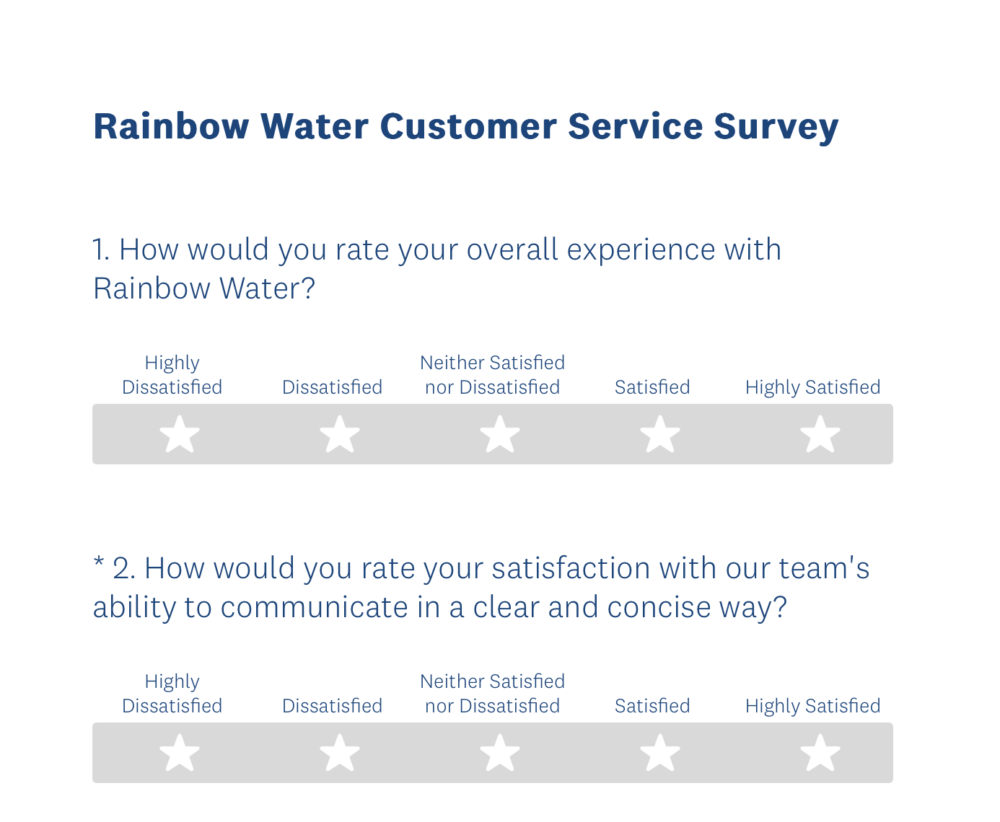 Rainbow Water Customer Service Survey
1. How would you rate your overall experience with
Rainbow Water?
Highly
Dissatisfied
Dissatisfied
Neither Satisfied
nor Dissatisfied
Satisfied
Highly Satisfied
* 2. How would you rate your satisfaction with our team's
ability to communicate in a clear and concise way?
Highly
Dissatisfied
Dissatisfied
Neither Satisfied
nor Dissatisfied
Satisfied
Highly Satisfied